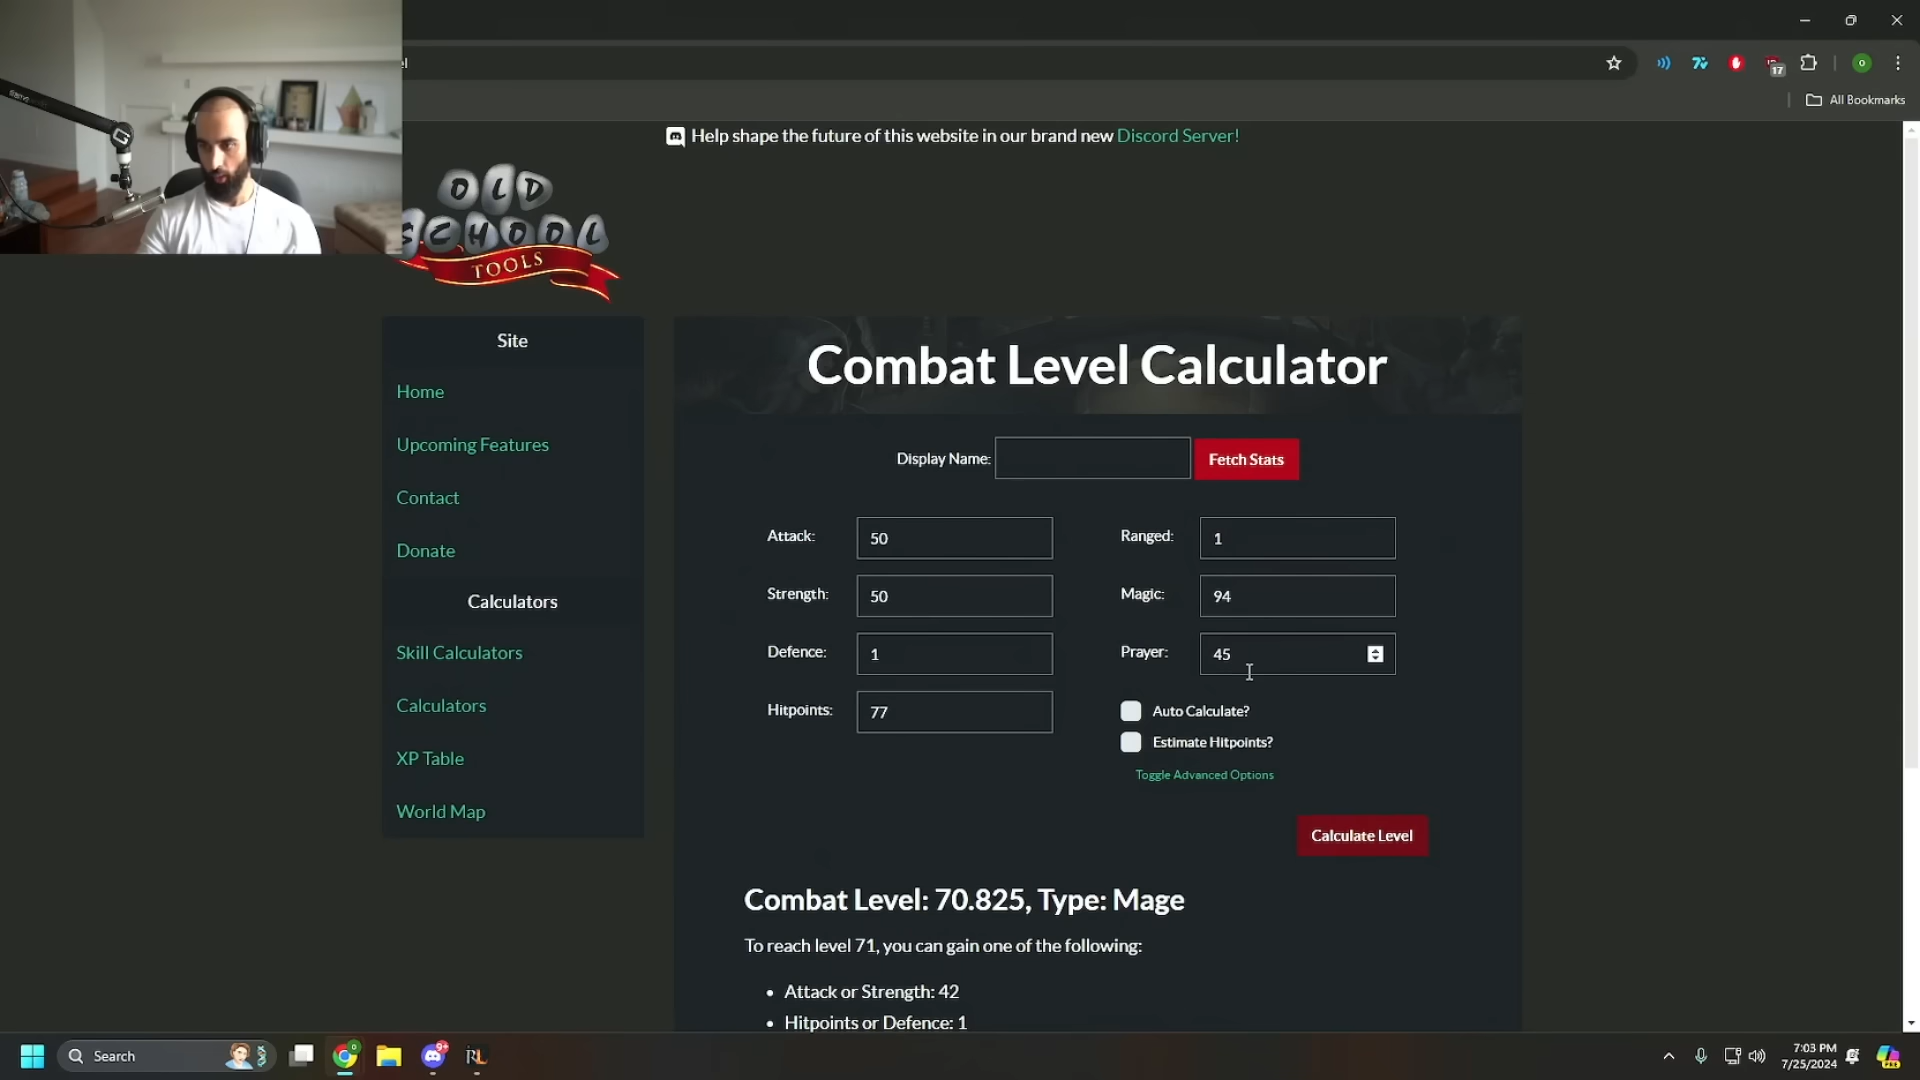 el
17
o
All Bookmarks
Help shape the future of this website in our brand new Discord Server!
OLD
SCHOOL
TOOLS
Site
Home
Upcoming Features
Contact
Donate
Calculators
Skill Calculators
Calculators
XP Table
World Map
Combat Level Calculator
Display Name:
Fetch Stats
Attack: 50
Ranged: 1
Strength: 50
Magic: 94
Defence: 1
Prayer: 45
Hitpoints: 77
Auto Calculate?
Estimate Hitpoints?
Toggle Advanced Options
Calculate Level
Combat Level: 70.825, Type: Mage
To reach level 71, you can gain one of the following:
• Attack or Strength: 42
• Hitpoints or Defence: 1
Search
9+
RL
7:03 PM
7/25/2024